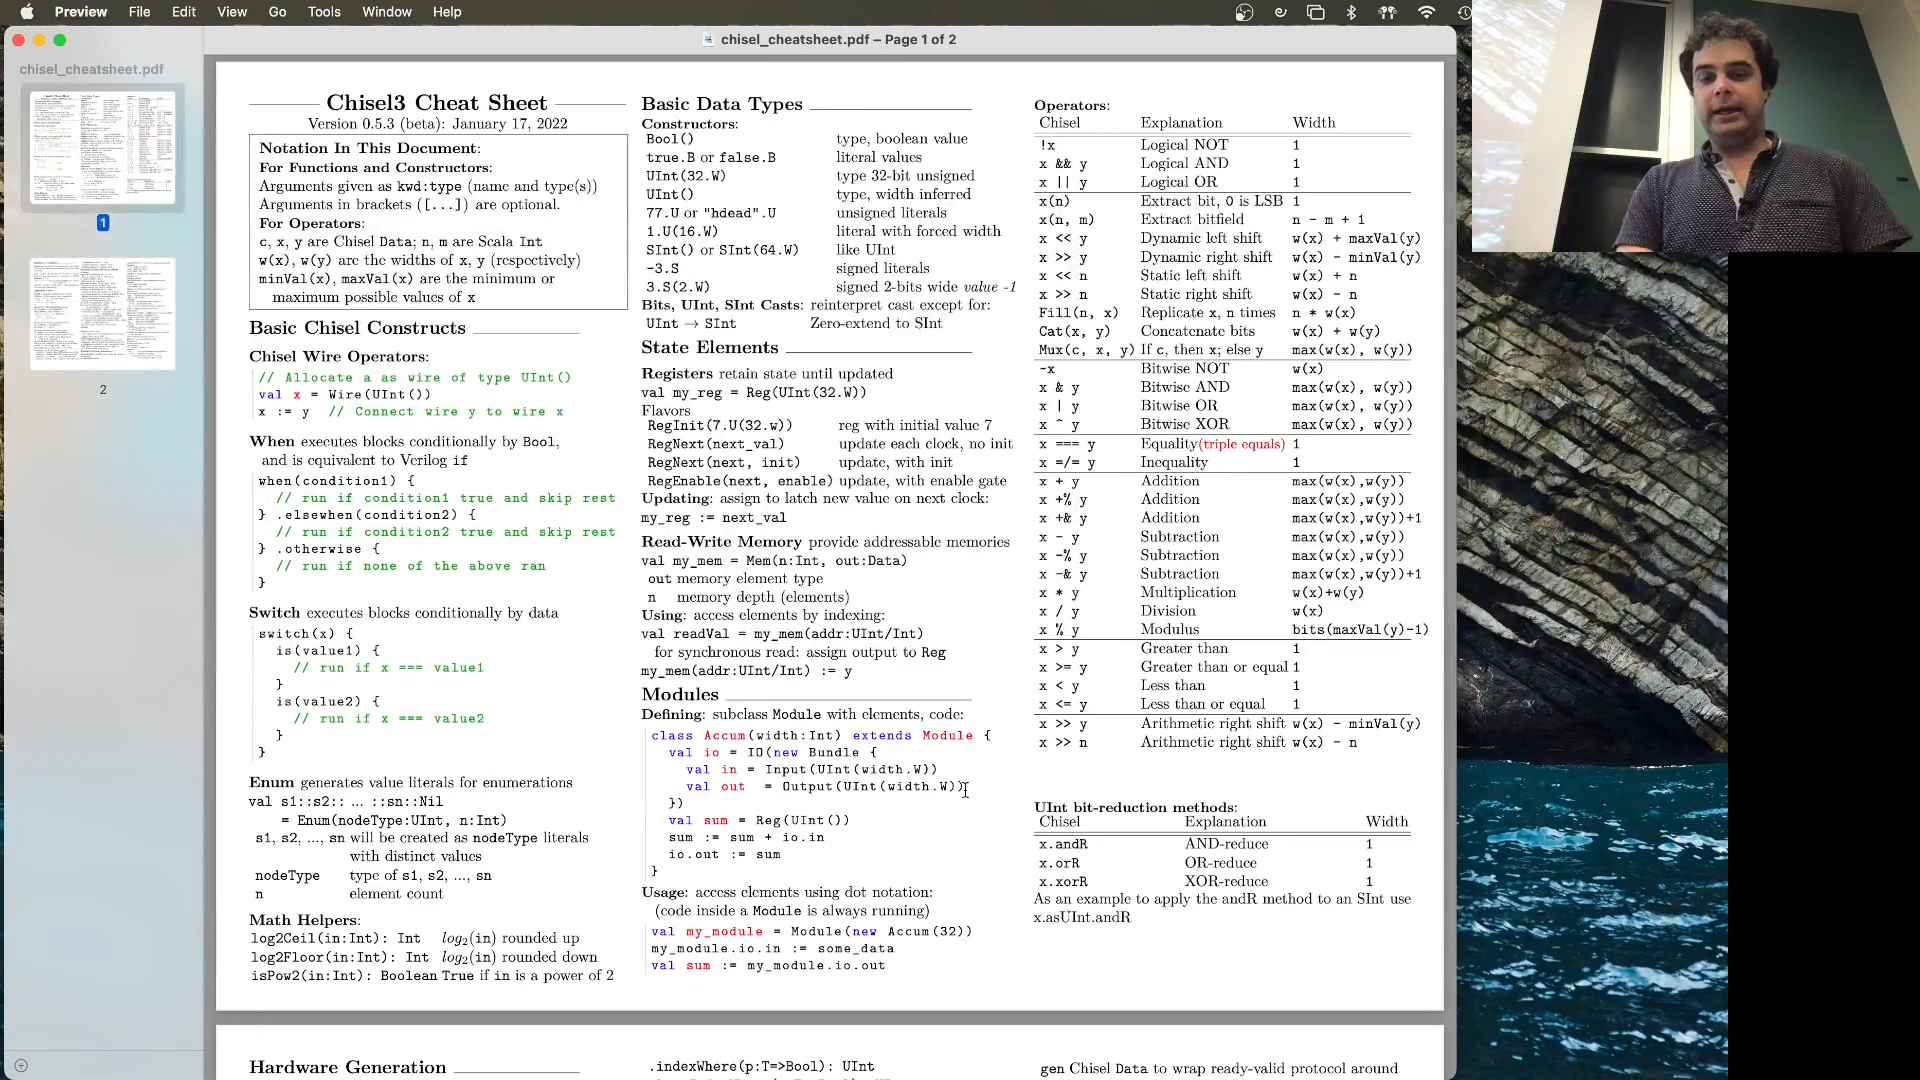 Preview File Edit View Go Tools Window Help
chisel_cheatsheet.pdf – Page 1 of 2
chisel_cheatsheet.pdf
1
2
Chisel3 Cheat Sheet
Version 0.5.3 (beta): January 17, 2022
Notation In This Document:
For Functions and Constructors:
Arguments given as kwd:type (name and type(s))
Arguments in brackets ([...]) are optional.
For Operators:
c, x, y are Chisel Data; n, m are Scala Int
w(x), w(y) are the widths of x, y (respectively)
minVal(x), maxVal(x) are the minimum or
maximum possible values of x
Basic Chisel Constructs
Chisel Wire Operators:
// Allocate a as wire of type UInt()
val x = Wire(UInt())
x := y // Connect wire y to wire x
When executes blocks conditionally by Bool,
and is equivalent to Verilog if
when(condition1) {
// run if condition1 true and skip rest
} .elsewhen(condition2) {
// run if condition2 true and skip rest
} .otherwise {
// run if none of the above ran
}
Switch executes blocks conditionally by data
switch(x) {
is(value1) {
// run if x === value1
}
is(value2) {
// run if x === value2
}
}
Enum generates value literals for enumerations
val s1::s2:: ... ::sn::Nil
= Enum(nodeType:UInt, n:Int)
s1, s2, ..., sn will be created as nodeType literals
with distinct values
nodeType type of s1, s2, ..., sn
n element count
Math Helpers:
log2Ceil(in:Int): Int log2(in) rounded up
log2Floor(in:Int): Int log2(in) rounded down
isPow2(in:Int): Boolean True if in is a power of 2
Basic Data Types
Constructors:
Bool() type, boolean value
true.B or false.B literal values
UInt(32.W) type 32-bit unsigned
UInt() type, width inferred
77.U or "hdead".U unsigned literals
1.U(16.W) literal with forced width
SInt() or SInt(64.W) like UInt
-3.S signed literals
3.S(2.W) signed 2-bits wide value -1
Bits, UInt, SInt Casts: reinterpret cast except for:
UInt → SInt Zero-extend to SInt
State Elements
Registers retain state until updated
val my_reg = Reg(UInt(32.W))
Flavors
RegInit(7.U(32.w)) reg with initial value 7
RegNext(next_val) update each clock, no init
RegNext(next, init) update, with init
RegEnable(next, enable) update, with enable gate
Updating: assign to latch new value on next clock:
my_reg := next_val
Read-Write Memory provide addressable memories
val my_mem = Mem(n:Int, out:Data)
out memory element type
n memory depth (elements)
Using: access elements by indexing:
val readVal = my_mem(addr:UInt/Int)
for synchronous read: assign output to Reg
my_mem(addr:UInt/Int) := y
Modules
Defining: subclass Module with elements, code:
class Accum(width:Int) extends Module {
val io = IO(new Bundle {
val in = Input(UInt(width.W))
val out = Output(UInt(width.W))
})
val sum = Reg(UInt())
sum := sum + io.in
io.out := sum
}
Usage: access elements using dot notation:
(code inside a Module is always running)
val my_module = Module(new Accum(32))
my_module.io.in := some_data
val sum := my_module.io.out
Operators:
Chisel Explanation Width
!x Logical NOT 1
x && y Logical AND 1
x || y Logical OR 1
x(n) Extract bit, 0 is LSB 1
x(n, m) Extract bitfield n - m + 1
x << y Dynamic left shift w(x) + maxVal(y)
x >> y Dynamic right shift w(x) - minVal(y)
x << n Static left shift w(x) + n
x >> n Static right shift w(x) - n
Fill(n, x) Replicate x, n times n * w(x)
Cat(x, y) Concatenate bits w(x) + w(y)
Mux(c, x, y) If c, then x; else y max(w(x), w(y))
~x Bitwise NOT w(x)
x & y Bitwise AND max(w(x), w(y))
x | y Bitwise OR max(w(x), w(y))
x ^ y Bitwise XOR max(w(x), w(y))
x === y Equality(triple equals) 1
x =/= y Inequality 1
x + y Addition max(w(x),w(y))
x +% y Addition max(w(x),w(y))
x +& y Addition max(w(x),w(y))+1
x - y Subtraction max(w(x),w(y))
x -% y Subtraction max(w(x),w(y))
x -& y Subtraction max(w(x),w(y))+1
x * y Multiplication w(x)+w(y)
x / y Division w(x)
x % y Modulus bits(maxVal(y)-1)
x > y Greater than 1
x >= y Greater than or equal 1
x < y Less than 1
x <= y Less than or equal 1
x >> y Arithmetic right shift w(x) - minVal(y)
x >> n Arithmetic right shift w(x) - n
UInt bit-reduction methods:
Chisel Explanation Width
x.andR AND-reduce 1
x.orR OR-reduce 1
x.xorR XOR-reduce 1
As an example to apply the andR method to an SInt use
x.asUInt.andR
Hardware Generation
.indexWhere(p:T=>Bool): UInt
gen Chisel Data to wrap ready-valid protocol around